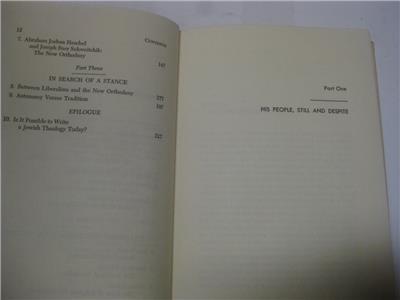 12
CONTENTS
7. Abraham Joshua Heschel
and Joseph Baer Soloveitchik:
The New Orthodoxy
147
Part Three
IN SEARCH OF A STANCE
8. Between Liberalism and the New Orthodoxy
9. Autonomy Versus Tradition
EPILOGUE
10. Is It Possible to Write
a Jewish Theology Today?
Part One
HIS PEOPLE, STILL AND DESPITE